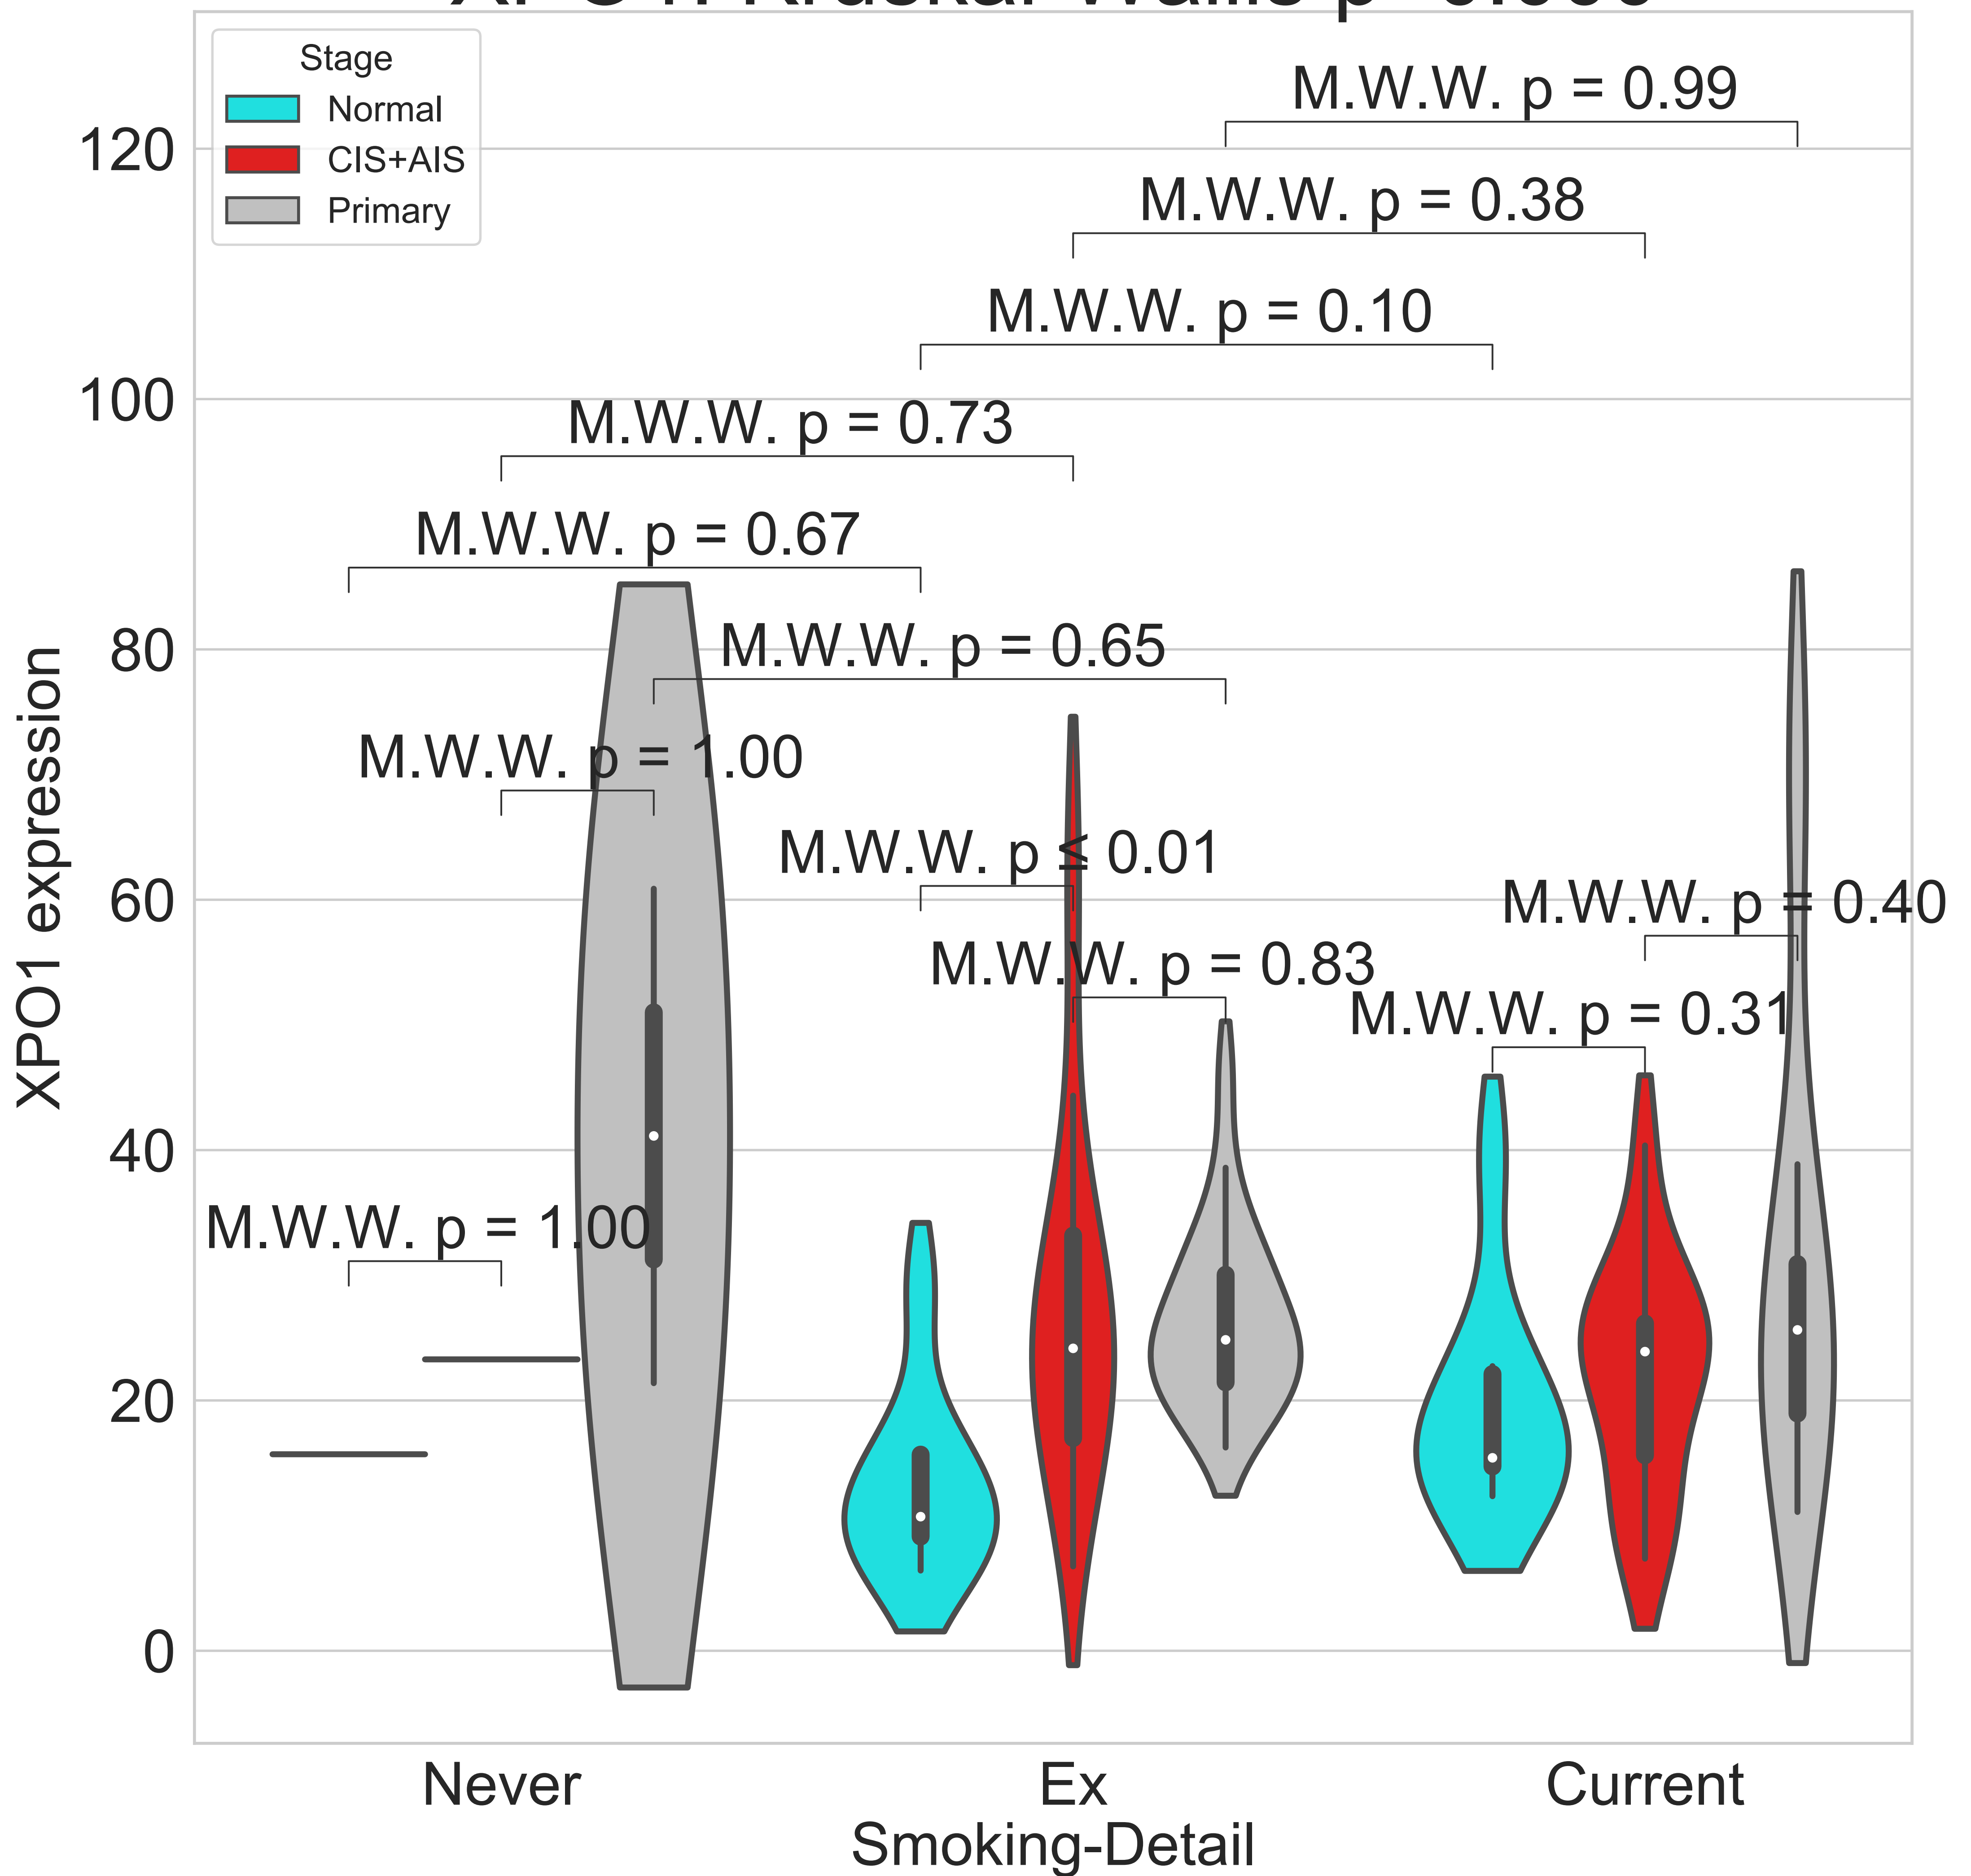 Stage
Normal
CIS+AIS
Primary
M.W.W. p = 0.99
120
M.W.W. p = 0.38
M.W.W. p = 0.10
100
M.W.W. p = 0.73
M.W.W. p = 0.67
80
M.W.W. p = 0.65
M.W.W. p = 1.00
M.W.W. p ≤ 0.01
60
M.W.W. p = 0.40
M.W.W. p = 0.83
M.W.W. p = 0.31
40
M.W.W. p = 1.00
20
0
XPO1 expression
Never
Ex
Current
Smoking-Detail